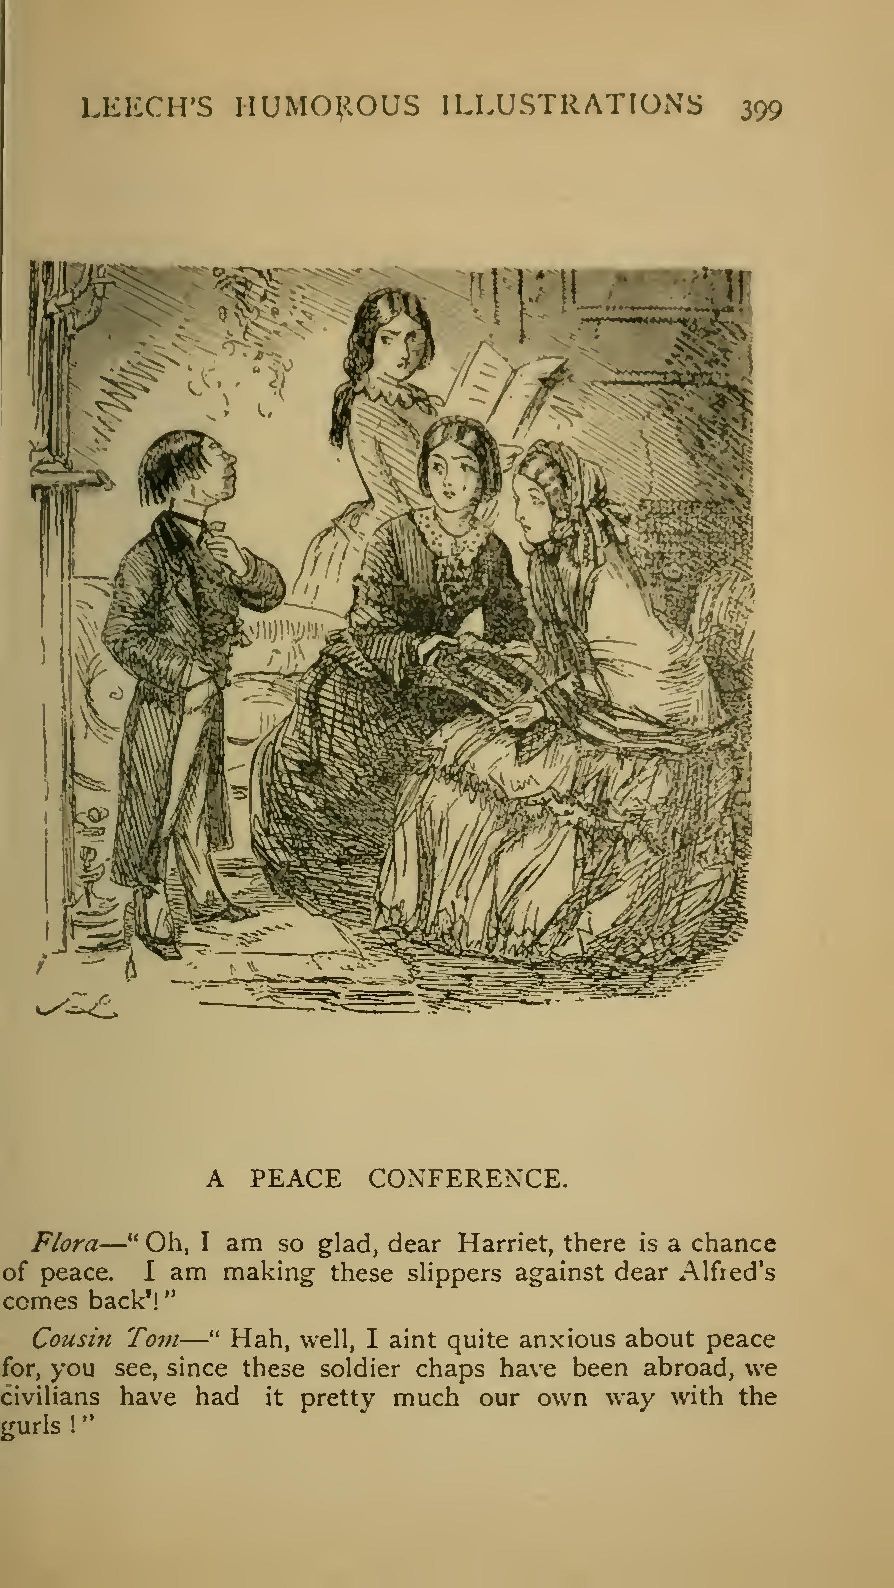 LEECH'S HUMOROUS ILLUSTRATIONS 399
A PEACE CONFERENCE.
Flora—"Oh, I am so glad, dear Harriet, there is a chance
of peace. I am making these slippers against dear Alfred's
comes back'!"
Cousin Tom—"Hah, well, I aint quite anxious about peace
for, you see, since these soldier chaps have been abroad, we
civilians have had it pretty much our own way with the
gurls!"